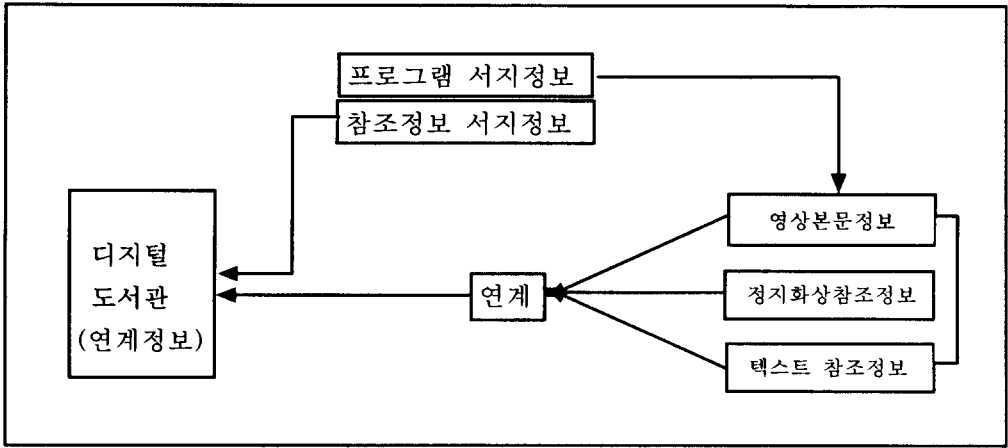 프로그램 서지정보
참조정보 서지정보
디지털
도서관
(연계정보)
연계
영상본문정보
정지화상참조정보
텍스트 참조정보